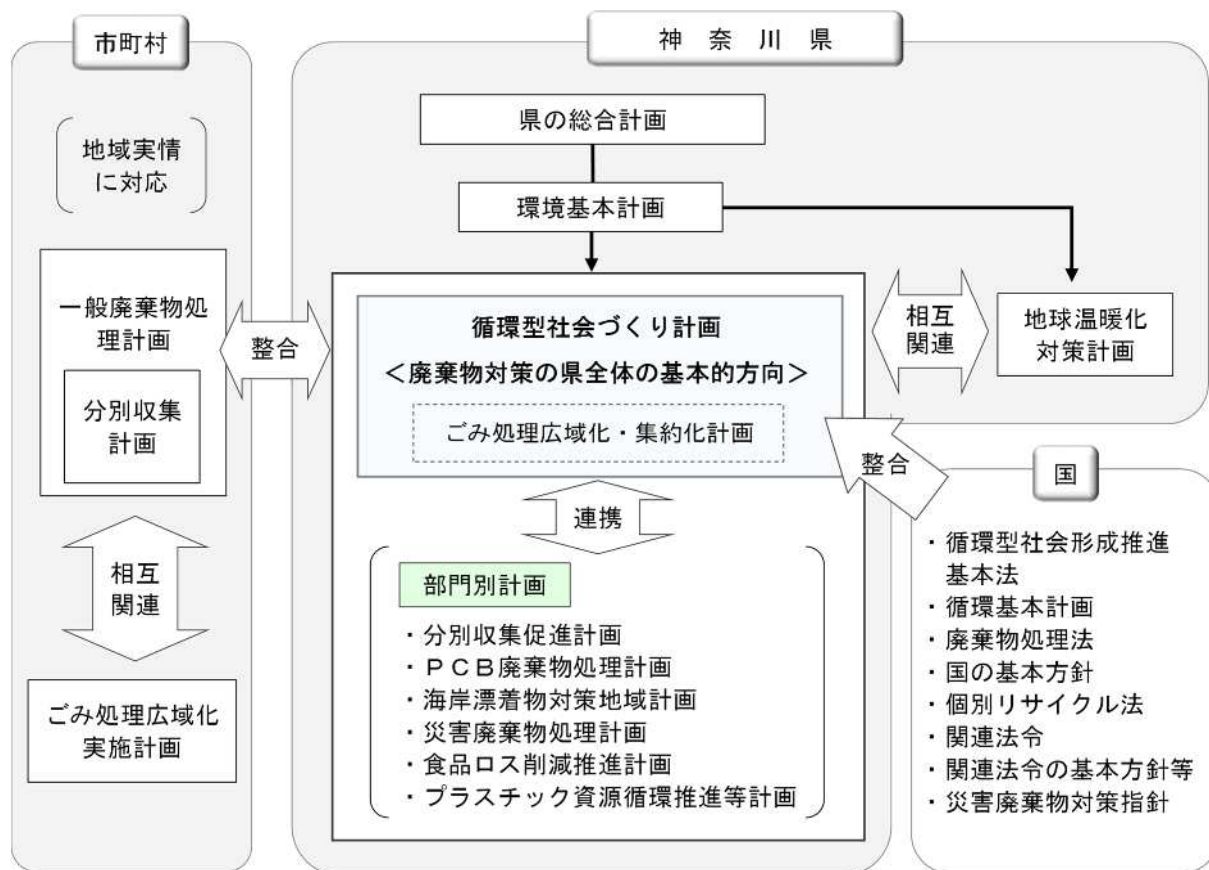 市町村
地域実情
に対応
一般廃棄物処
理計画
分別収集
計画
相互
関連
ごみ処理広域化
実施計画
整合
神奈川県
県の総合計画
環境基本計画
循環型社会づくり計画
＜廃棄物対策の県全体の基本的方向＞
ごみ処理広域化・集約化計画
連携
部門別計画
・分別収集促進計画
・ＰＣＢ廃棄物処理計画
・海岸漂着物対策地域計画
・災害廃棄物処理計画
・食品ロス削減推進計画
・プラスチック資源循環推進等計画
相互
関連
地球温暖化
対策計画
整合
国
・循環型社会形成推進
基本法
・循環基本計画
・廃棄物処理法
・国の基本方針
・個別リサイクル法
・関連法令
・関連法令の基本方針等
・災害廃棄物対策指針